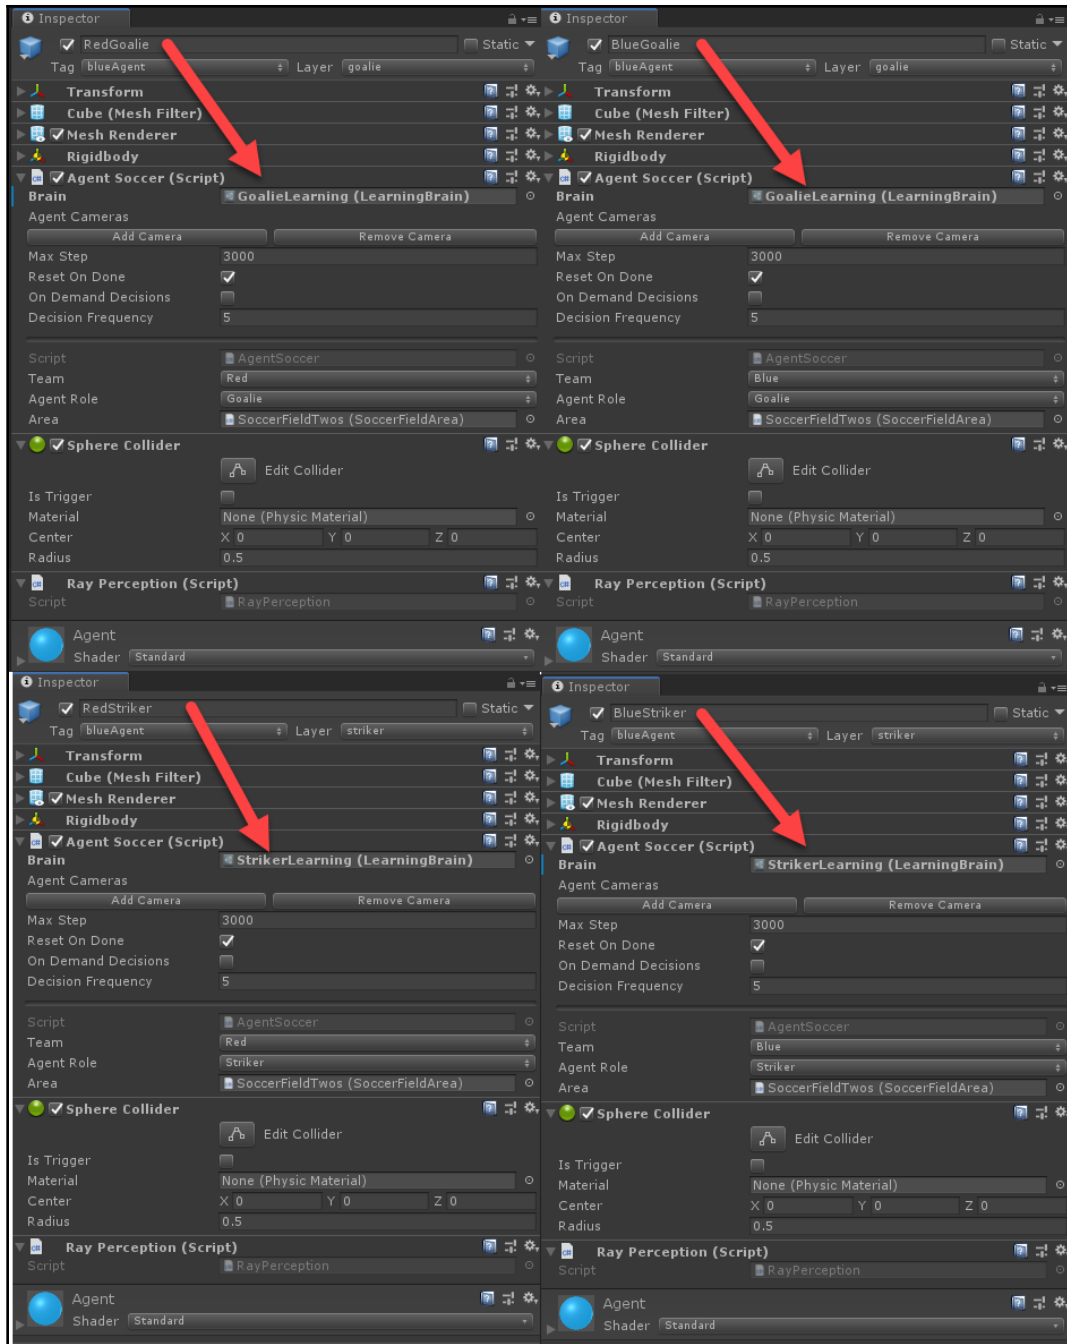 Inspector
RedGoalie Static
Tag blueAgent Layer goalie
Transform
Cube (Mesh Filter)
Mesh Renderer
Rigidbody
Agent Soccer (Script)
Brain GoalieLearning (LearningBrain)
Agent Cameras
Add Camera Remove Camera
Max Step 3000
Reset On Done
On Demand Decisions
Decision Frequency 5
Script AgentSoccer
Team Red
Agent Role Goalie
Area SoccerFieldTwos (SoccerFieldArea)
Sphere Collider
Edit Collider
Is Trigger
Material None (Physic Material)
Center X 0 Y 0 Z 0
Radius 0.5
Ray Perception (Script)
Script RayPerception
Agent
Shader Standard
Inspector
BlueGoalie Static
Tag blueAgent Layer goalie
Transform
Cube (Mesh Filter)
Mesh Renderer
Rigidbody
Agent Soccer (Script)
Brain GoalieLearning (LearningBrain)
Agent Cameras
Add Camera Remove Camera
Max Step 3000
Reset On Done
On Demand Decisions
Decision Frequency 5
Script AgentSoccer
Team Blue
Agent Role Goalie
Area SoccerFieldTwos (SoccerFieldArea)
Sphere Collider
Edit Collider
Is Trigger
Material None (Physic Material)
Center X 0 Y 0 Z 0
Radius 0.5
Ray Perception (Script)
Script RayPerception
Agent
Shader Standard
Inspector
RedStriker Static
Tag blueAgent Layer striker
Transform
Cube (Mesh Filter)
Mesh Renderer
Rigidbody
Agent Soccer (Script)
Brain StrikerLearning (LearningBrain)
Agent Cameras
Add Camera Remove Camera
Max Step 3000
Reset On Done
On Demand Decisions
Decision Frequency 5
Script AgentSoccer
Team Red
Agent Role Striker
Area SoccerFieldTwos (SoccerFieldArea)
Sphere Collider
Edit Collider
Is Trigger
Material None (Physic Material)
Center X 0 Y 0 Z 0
Radius 0.5
Ray Perception (Script)
Script RayPerception
Agent
Shader Standard
Inspector
BlueStriker Static
Tag blueAgent Layer striker
Transform
Cube (Mesh Filter)
Mesh Renderer
Rigidbody
Agent Soccer (Script)
Brain StrikerLearning (LearningBrain)
Agent Cameras
Add Camera Remove Camera
Max Step 3000
Reset On Done
On Demand Decisions
Decision Frequency 5
Script AgentSoccer
Team Blue
Agent Role Striker
Area SoccerFieldTwos (SoccerFieldArea)
Sphere Collider
Edit Collider
Is Trigger
Material None (Physic Material)
Center X 0 Y 0 Z 0
Radius 0.5
Ray Perception (Script)
Script RayPerception
Agent
Shader Standard